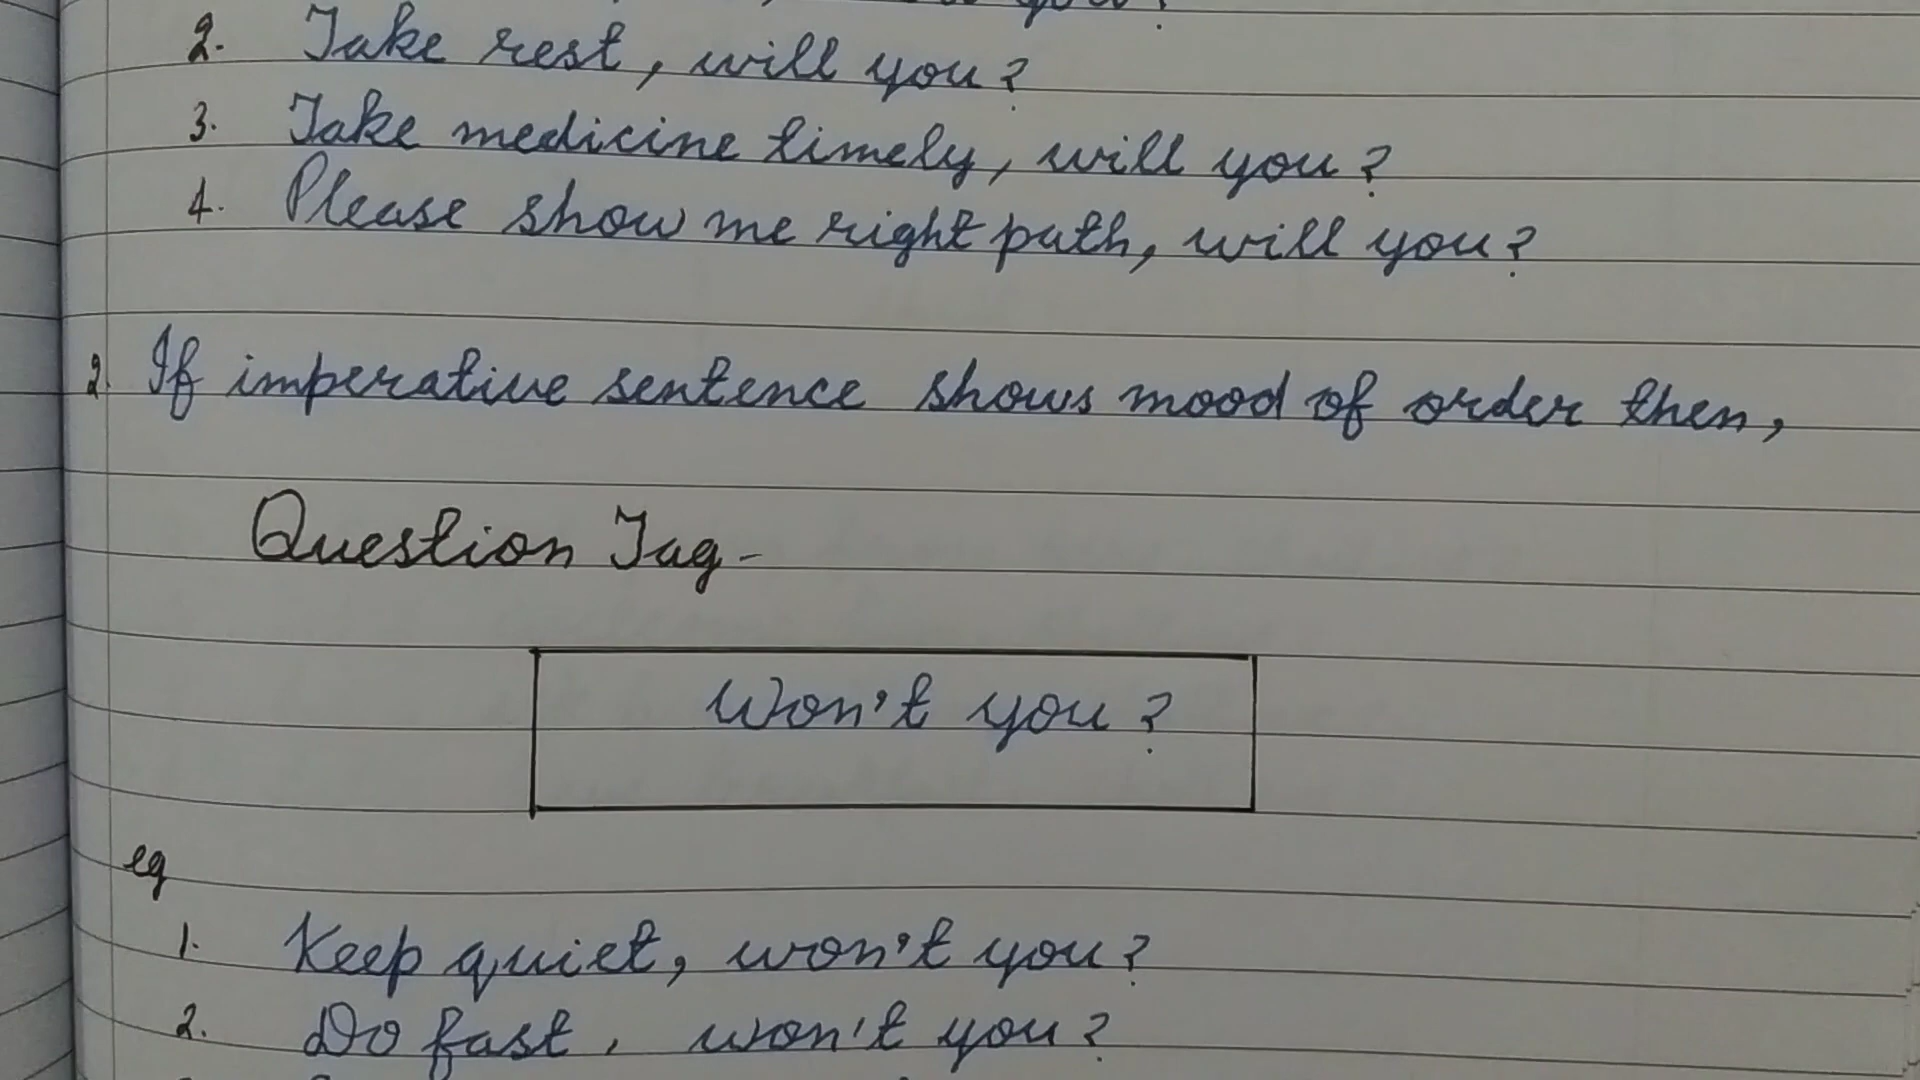 2. Take rest, will you?
3. Take medicine timely, will you?
4. Please show me right path, will you?
2. If imperative sentence shows mood of order then,
Question Tag -
Won't you?
eg
1. Keep quiet, won't you?
2. Do fast, won't you?